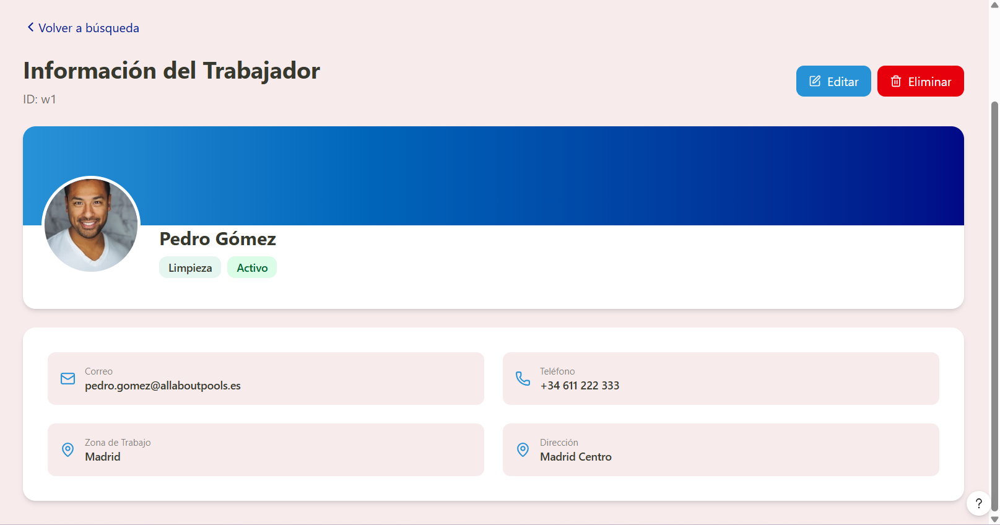 Volver a búsqueda
Información del Trabajador
ID: w1
Editar
Eliminar
Pedro Gómez
Limpieza
Activo
Correo
pedro.gomez@allaboutpools.es
Teléfono
+34 611 222 333
Zona de Trabajo
Madrid
Dirección
Madrid Centro
?